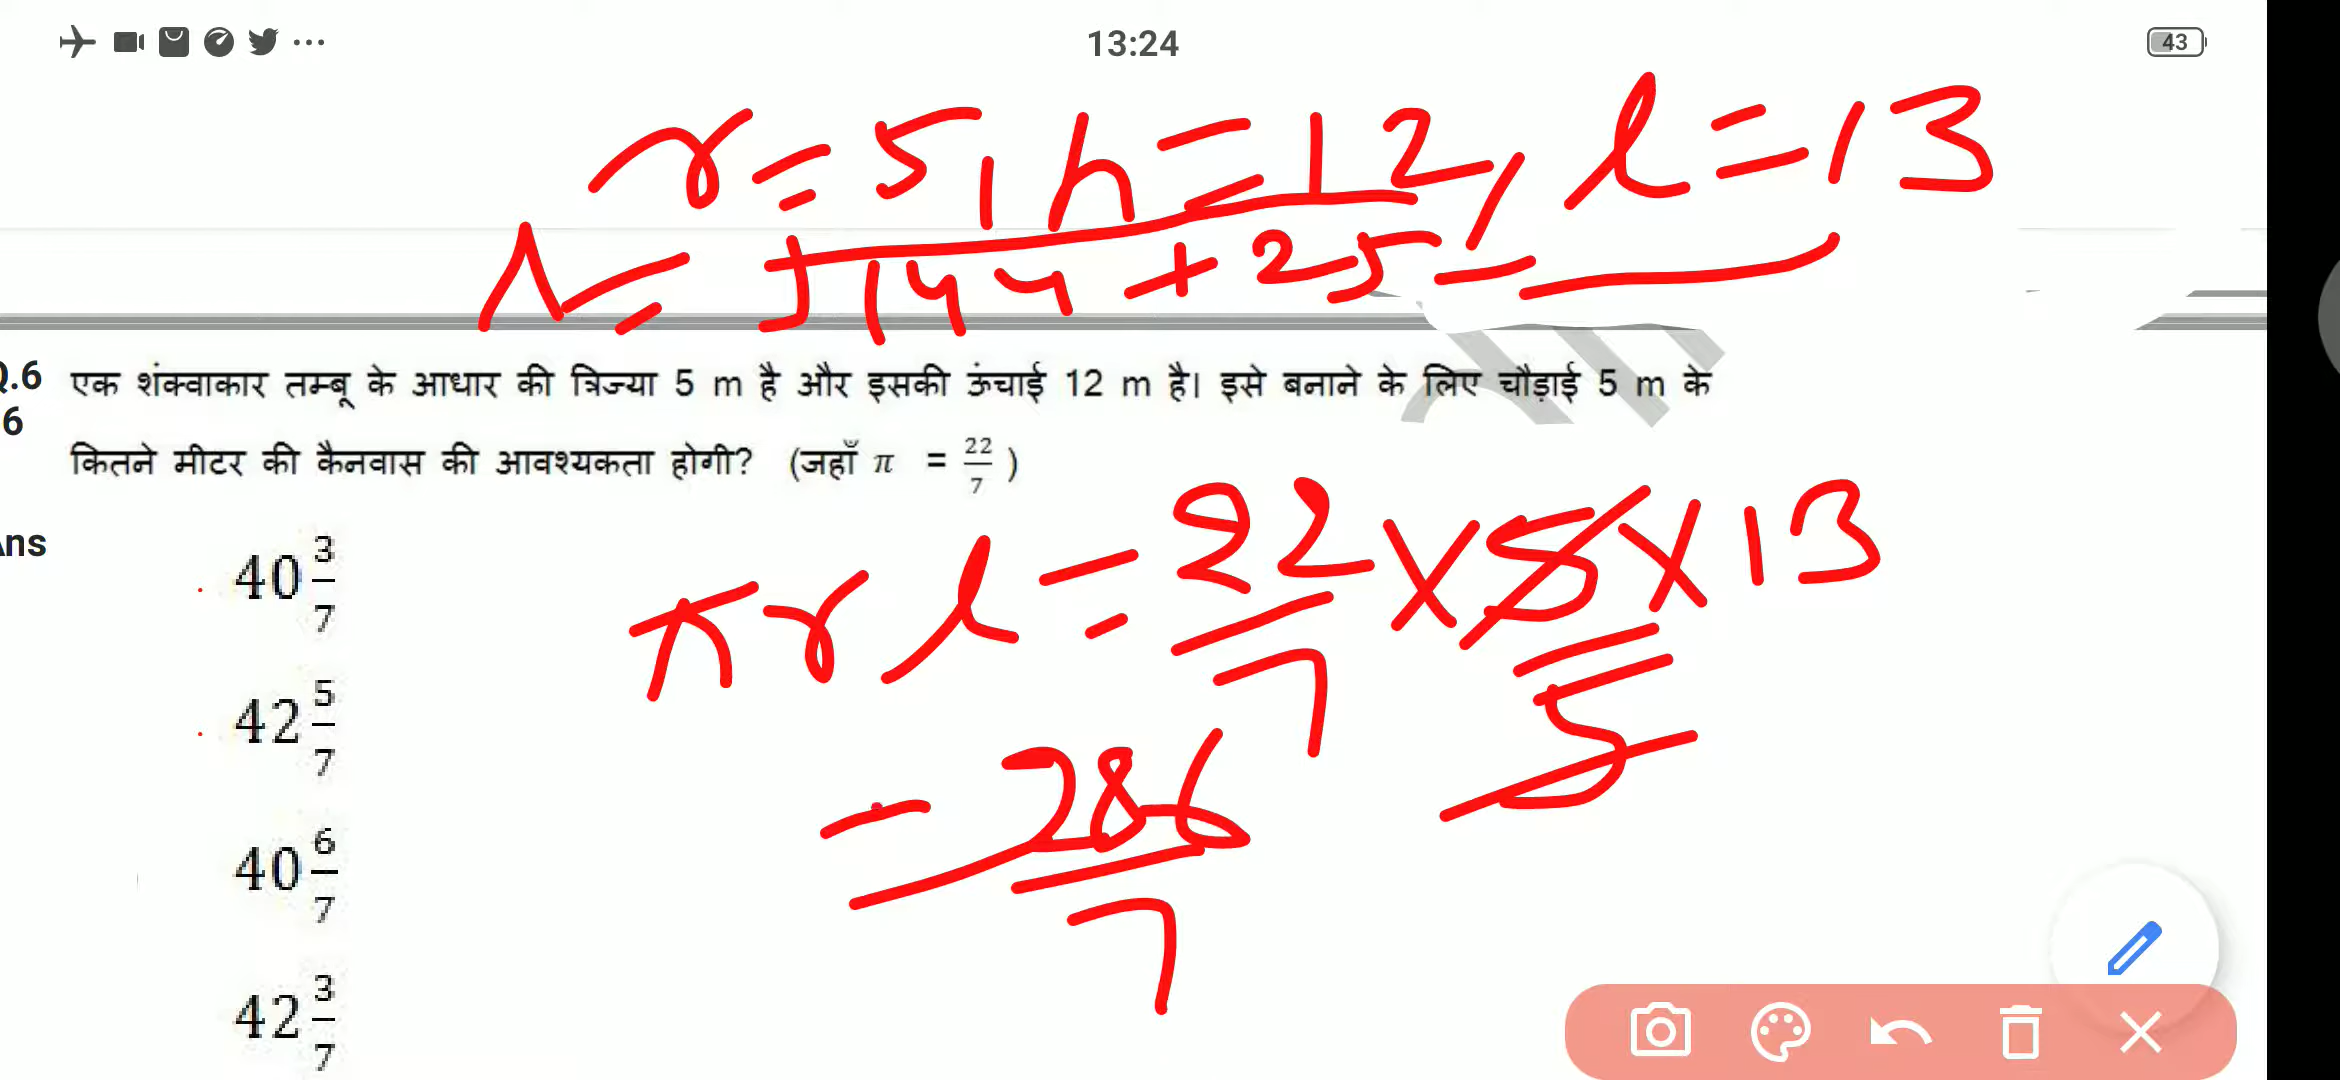 13:24
43
r = 5, h = 12, l = 13
= √144 + 25 =
Q.6 एक शंक्वाकार तम्बू के आधार की त्रिज्या 5 m है और इसकी ऊंचाई 12 m है। इसे बनाने के लिए चौड़ाई 5 m के
6 कितने मीटर की कैनवास की आवश्यकता होगी? (जहाँ π = 22/7 )
πrl = 22/7 × 5 × 13
5
= 286/7
Ans
40 3/7
42 5/7
40 6/7
42 3/7